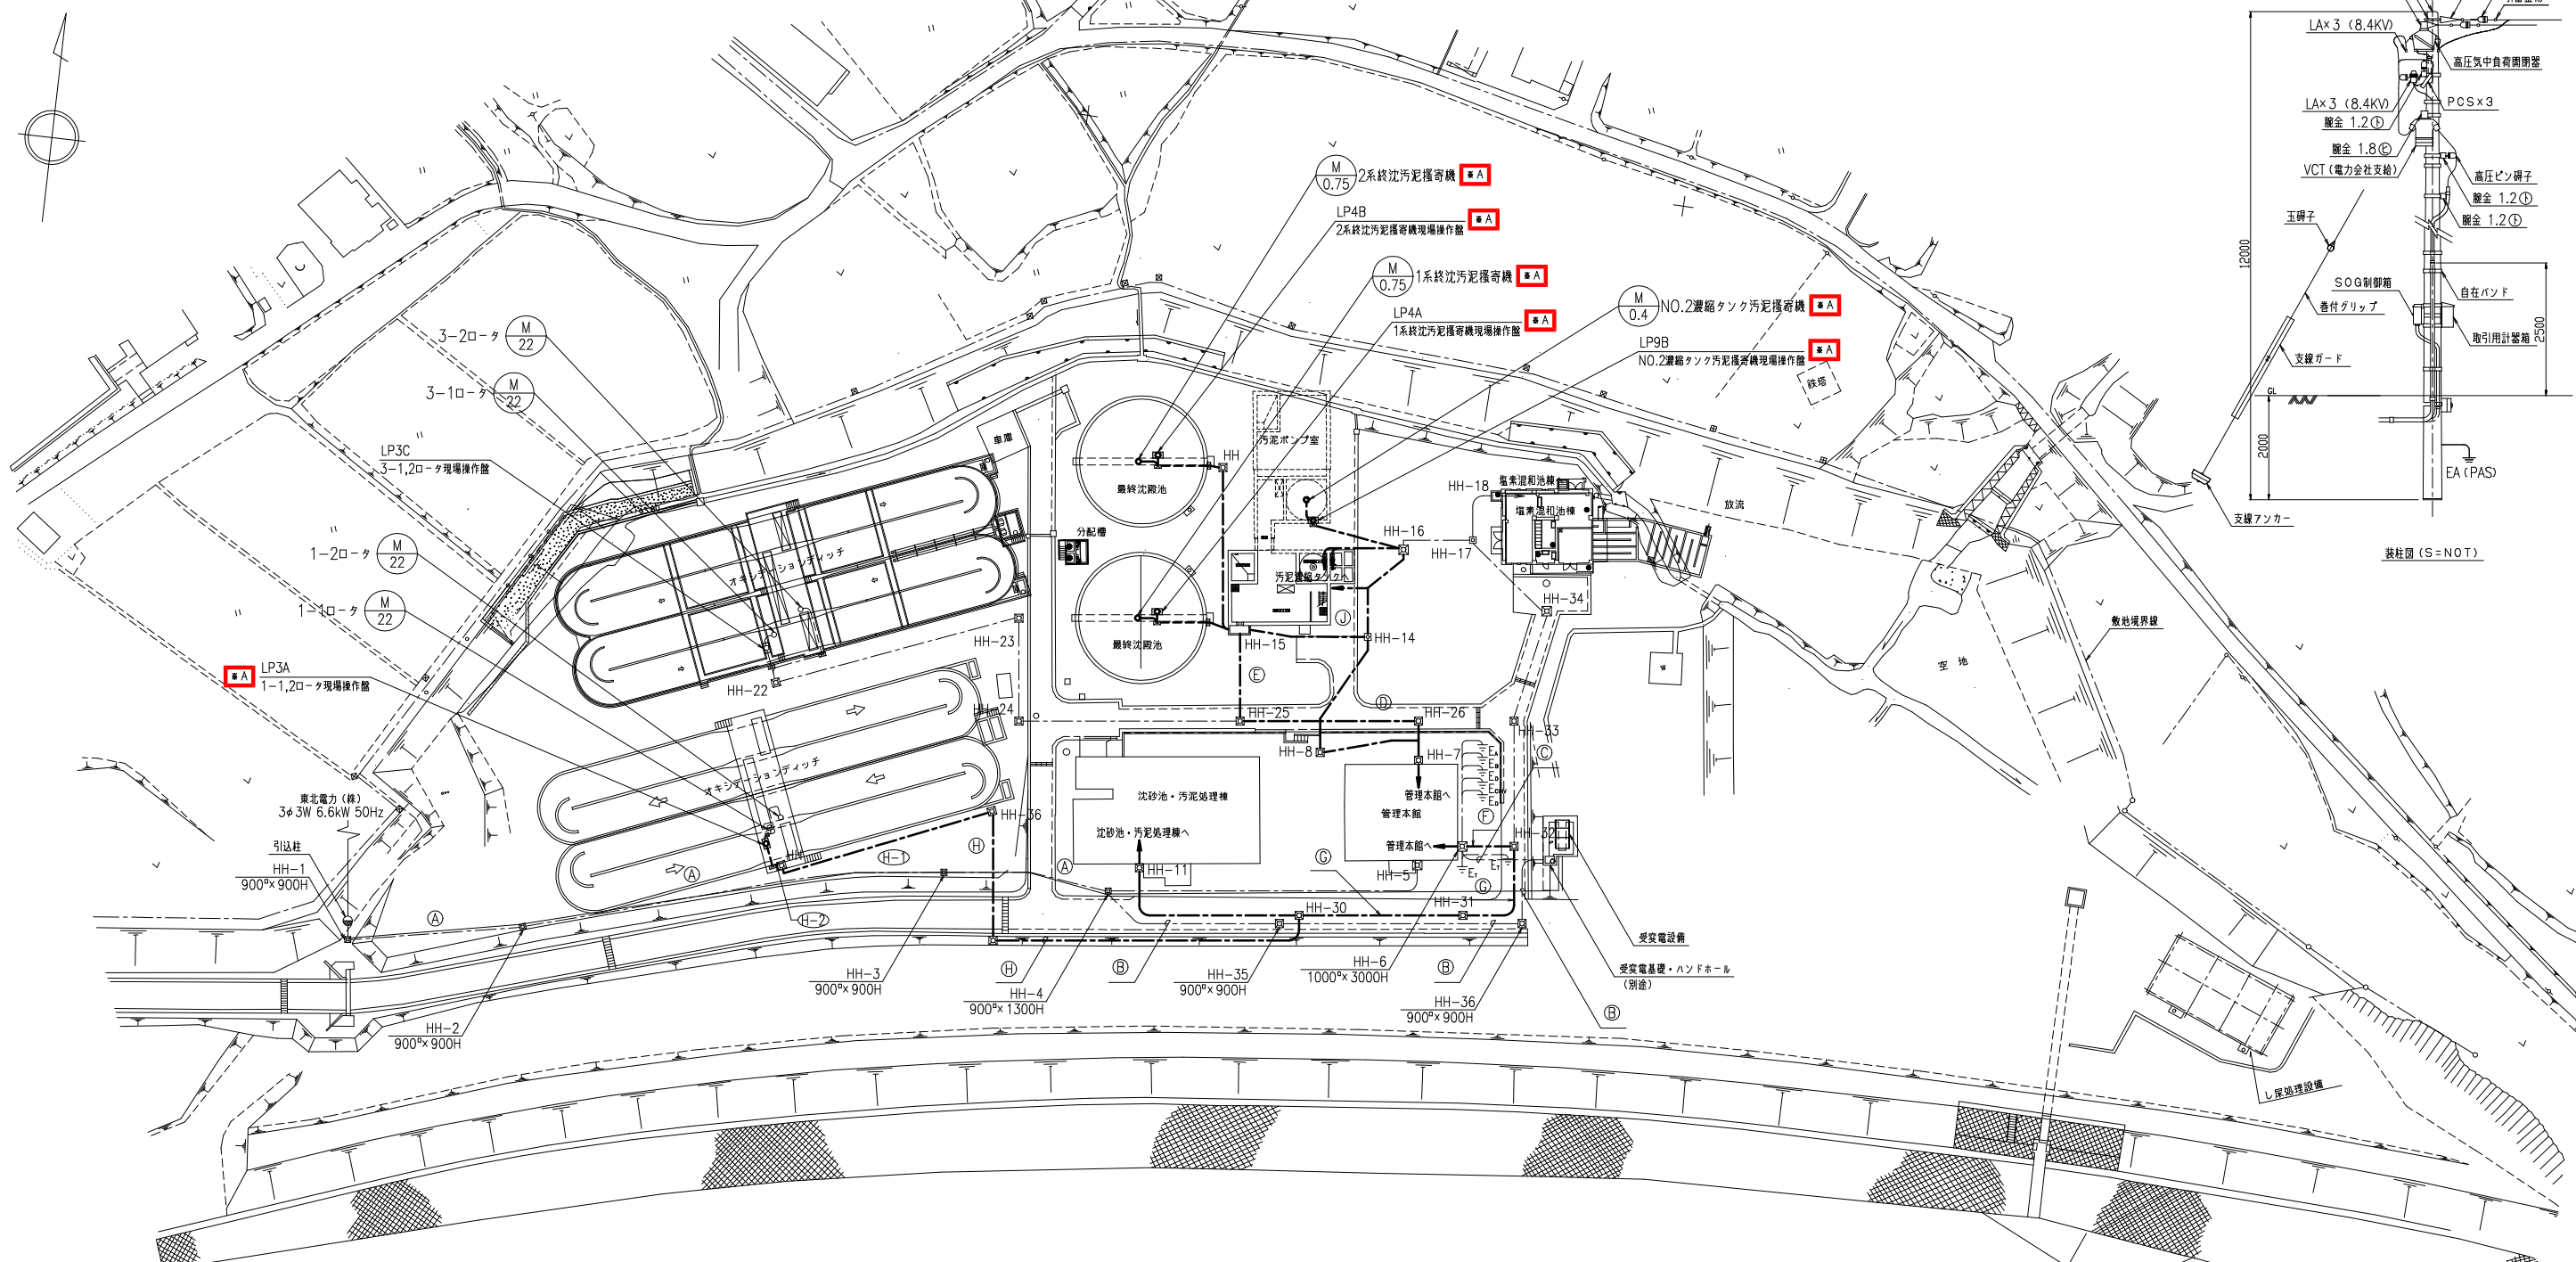 LA×3 (8.4KV)
高圧気中負荷開閉器
LA×3 (8.4KV)
PCS×3
腕金 1.2㋣
腕金 1.8㋪
VCT (電力会社支給)
高圧ピン碍子
腕金 1.2㋣
腕金 1.2㋣
玉碍子
12000
SOG制御箱
自在バンド
巻付グリップ
取引用計器箱
2500
支線ガード
GL
2000
EA (PAS)
支線アンカー
装柱図 (S=NOT)
M
0.75
2系終沈汚泥掻寄機
※A
LP4B
2系終沈汚泥掻寄機現場操作盤
※A
M
0.75
1系終沈汚泥掻寄機
※A
LP4A
1系終沈汚泥掻寄機現場操作盤
※A
M
0.4
NO.2濃縮タンク汚泥掻寄機
※A
LP9B
NO.2濃縮タンク汚泥掻寄機現場操作盤
※A
鉄塔
3-2ロータ
M
22
3-1ロータ
M
22
LP3C
3-1,2ロータ現場操作盤
1-2ロータ
M
22
1-1ロータ
M
22
※A
LP3A
1-1,2ロータ現場操作盤
車庫
汚泥ポンプ室
HH
最終沈殿池
分配槽
オキシデーションディッチ
HH-18
塩素混和池棟
塩素混和池棟
放流
HH-16
HH-17
汚泥濃縮タンクへ
HH-34
Ⓙ
HH-14
HH-15
HH-23
最終沈殿池
HH-22
Ⓔ
Ⓓ
HH-24
HH-25
HH-26
HH-33
Ⓒ
HH-8
HH-7
敷地境界線
空地
オキシデーションディッチ
沈砂池・汚泥処理棟
沈砂池・汚泥処理棟へ
管理本館へ
管理本館
管理本館へ
Ⓕ
HH-32
HH-36
Ⓗ
H-1
Ⓐ
Ⓐ
HH
HH-11
Ⓖ
HH-5
Ⓖ
東北電力 (株)
3φ3W 6.6kW 50Hz
引込柱
HH-1
900□×900H
Ⓐ
H-2
HH-30
HH-31
受変電設備
受変電基礎・ハンドホール
(別途)
HH-2
900□×900H
HH-3
900□×900H
Ⓗ
HH-4
900□×1300H
Ⓑ
HH-35
900□×900H
HH-6
1000□×3000H
Ⓑ
HH-36
900□×900H
Ⓑ
し尿処理設備